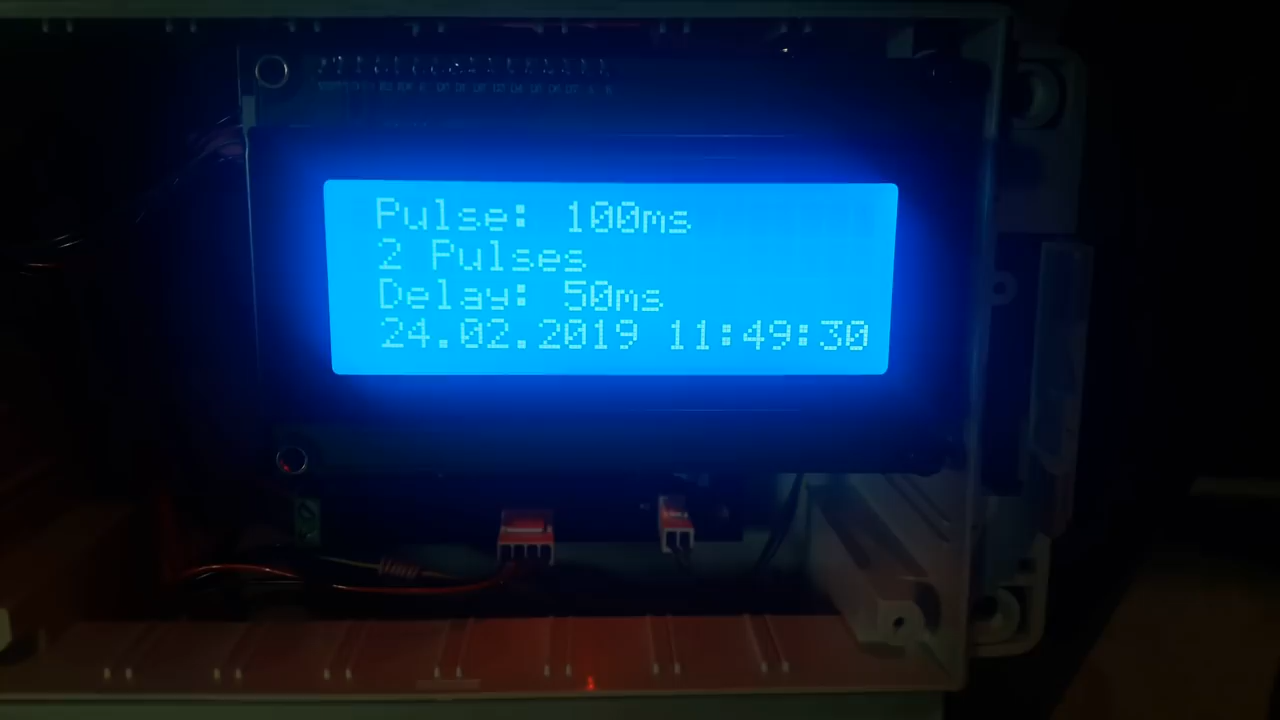 Pulse: 100ms
2 Pulses
Delay: 50ms
24.02.2019 11:49:30